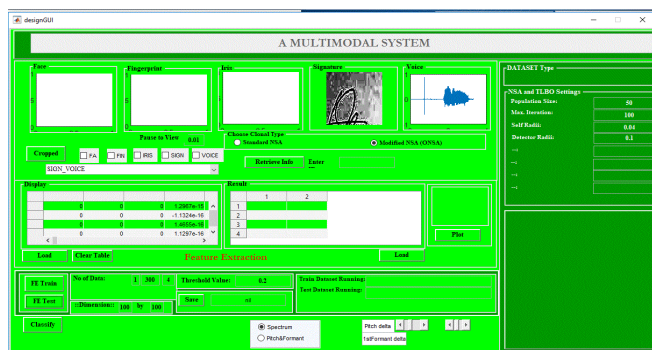 designGUI
A MULTIMODAL SYSTEM
Face
Fingerprint
Iris
Signature
Voice
DATASET Type
NSA and TLBO Settings
Population Size: 50
Max. Iteration: 100
Self Radii: 0.04
Detector Radii: 0.1
Pause to View 0.01
Choose Clonal Type
Standard NSA
Modified NSA (ONSA)
Cropped
FA
FIN
IRIS
SIGN
VOICE
Retrieve Info
Enter
SIGN_VOICE
Display
0 0 0 1.2967e-15
0 0 0 -1.1324e-16
0 0 0 1.4655e-16
0 0 0 1.1297e-16
Result
1 2
1
2
3
4
Plot
Load
Clear Table
Feature Extraction
Load
FE Train
No of Data: 1 300 4
Threshold Value: 0.2
Train Dataset Running:
Test Dataset Running:
FE Test
::Dimension:: 100 by 100
Save
nil
Classify
Spectrum
Pitch&Formant
Pitch delta
1stFormant delta